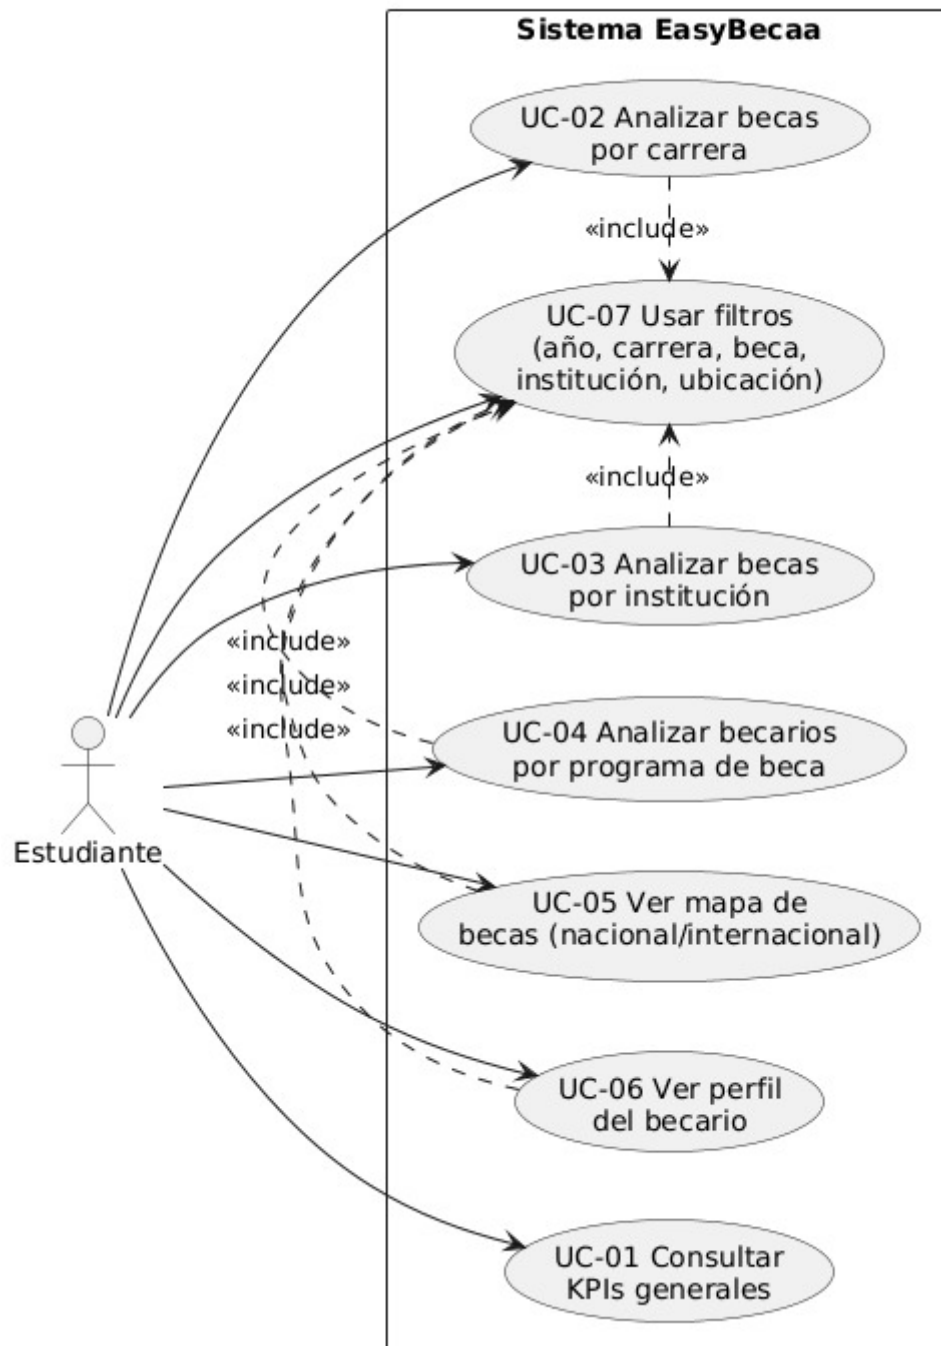 Sistema EasyBecaa
UC-02 Analizar becas
por carrera
«include»
UC-07 Usar filtros
(año, carrera, beca,
institución, ubicación)
«include»
UC-03 Analizar becas
por institución
«include»
«include»
«include»
UC-04 Analizar becarios
por programa de beca
Estudiante
UC-05 Ver mapa de
becas (nacional/internacional)
UC-06 Ver perfil
del becario
UC-01 Consultar
KPIs generales